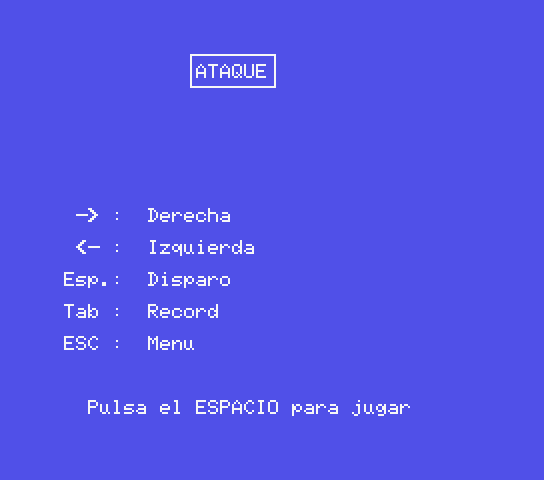 ATAQUE
-> :  Derecha
<- :  Izquierda
Esp.:  Disparo
Tab :  Record
ESC :  Menu
Pulsa el ESPACIO para jugar